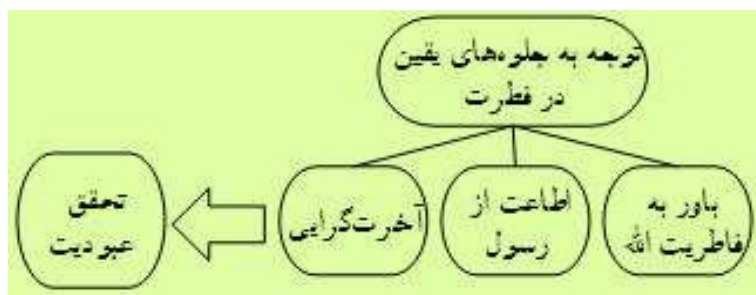 توجه به جلوه‌های یقین
در فطرت
باور به
فاطریت الله
اطاعت از
رسول
آخرت‌گرایی
تحقق
عبودیت